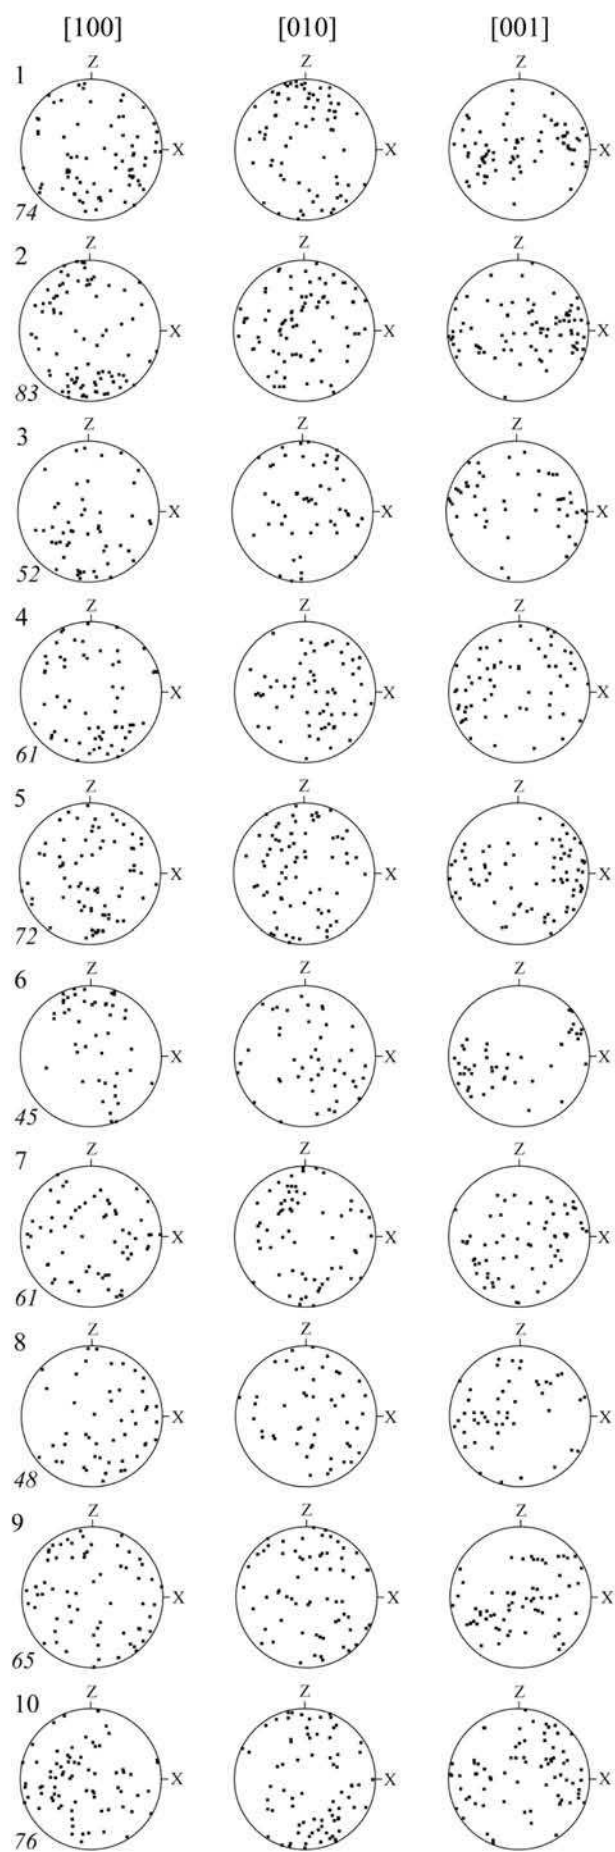 [100] [010] [001]
1 Z Z Z
X X X
74
2 Z Z Z
X X X
83
3 Z Z Z
X X X
52
4 Z Z Z
X X X
61
5 Z Z Z
X X X
72
6 Z Z Z
X X X
45
7 Z Z Z
X X X
61
8 Z Z Z
X X X
48
9 Z Z Z
X X X
65
10 Z Z Z
X X X
76